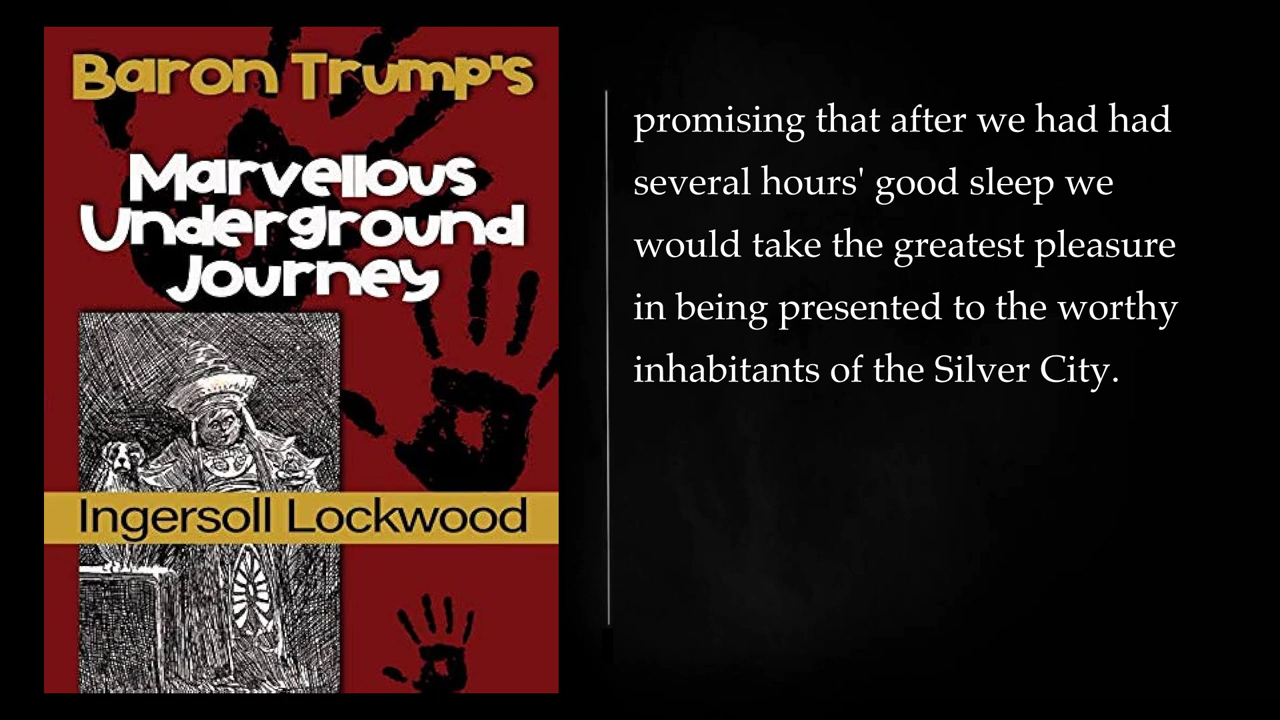 Baron Trump's
Marvellous
Underground
Journey
Ingersoll Lockwood
promising that after we had had
several hours' good sleep we
would take the greatest pleasure
in being presented to the worthy
inhabitants of the Silver City.